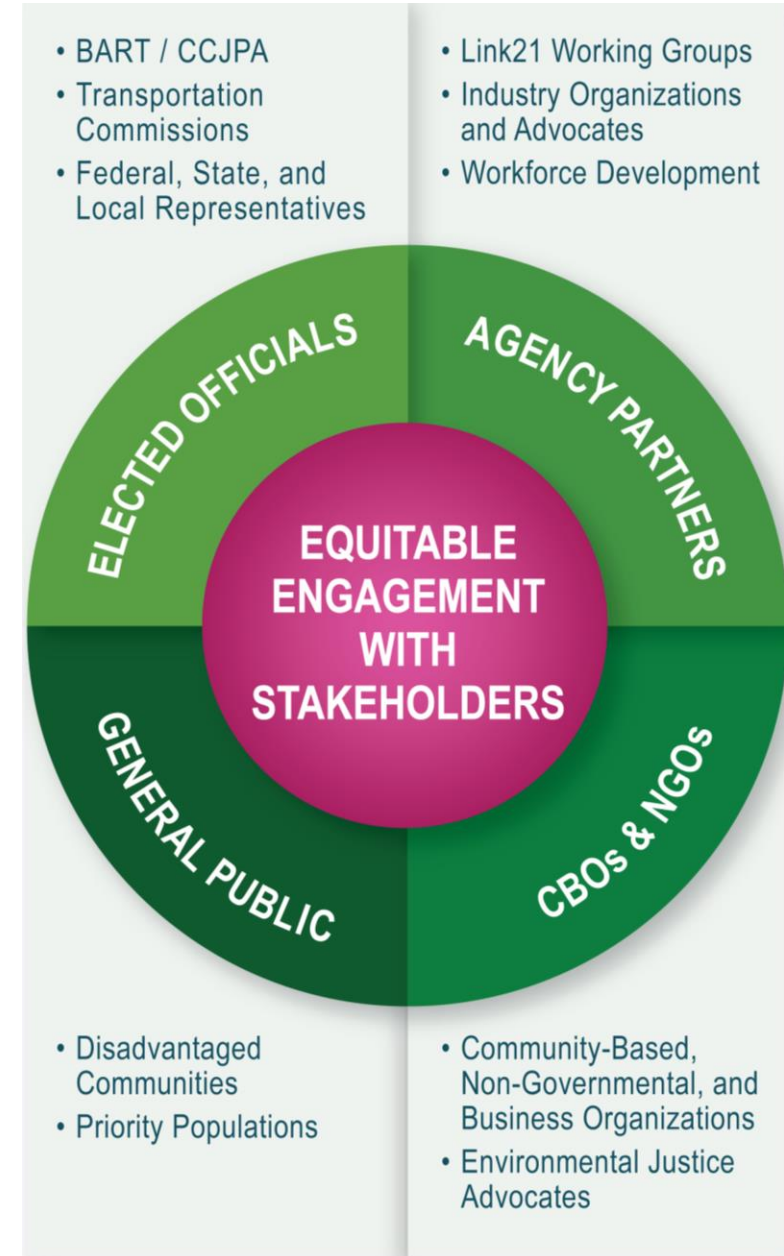 • BART / CCJPA
• Transportation
Commissions
• Federal, State, and
Local Representatives
• Link21 Working Groups
• Industry Organizations
and Advocates
• Workforce Development
ELECTED OFFICIALS
AGENCY PARTNERS
EQUITABLE
ENGAGEMENT
WITH
STAKEHOLDERS
GENERAL PUBLIC
CBOs & NGOs
• Disadvantaged
Communities
• Priority Populations
• Community-Based,
Non-Governmental, and
Business Organizations
• Environmental Justice
Advocates